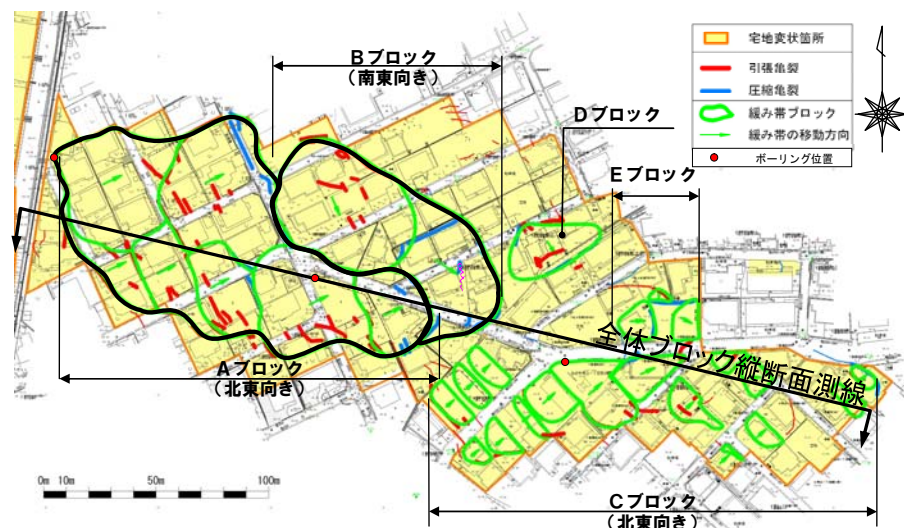 Bブロック
（南東向き）
Dブロック
Eブロック
宅地変状箇所
引張亀裂
圧縮亀裂
緩み帯ブロック
緩み帯の移動方向
ボーリング位置
全体ブロック縦断面測線
Aブロック
（北東向き）
Cブロック
（北東向き）
0m 10m 50m 100m